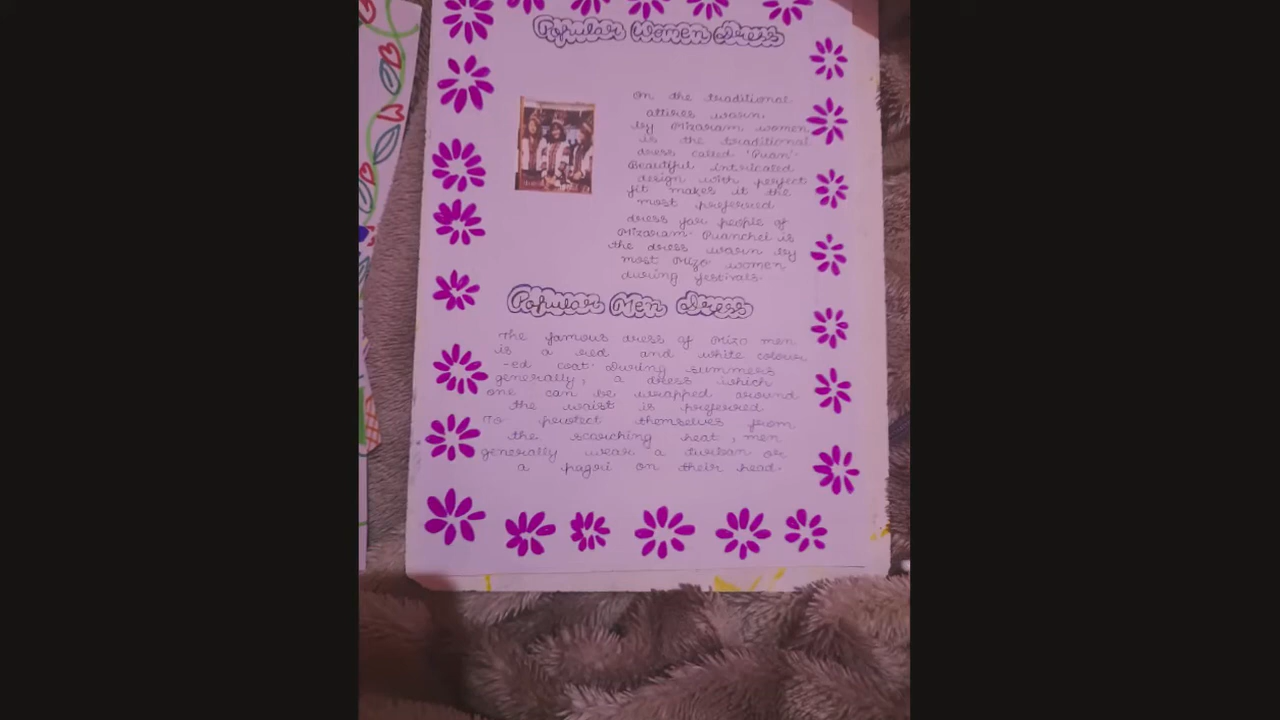 Popular Women Dress
On the traditional
attires warn
by Mizaram women
is the traditional
dress called 'Puan'.
Beautiful intricated
design with perfect
fit makes it the
most preferred
dress for people of
Mizaram. Puanchei is
the dress warn by
most Mizo women
during festivals.
Popular Men Dress
The famous dress of Mizo men
is a red and white colour
-ed coat. During summers
generally, a dress which
one can be wrapped around
the waist is preferred
To protect themselves from
the scorching heat, men
generally wear a turban or
a pagri on their head.